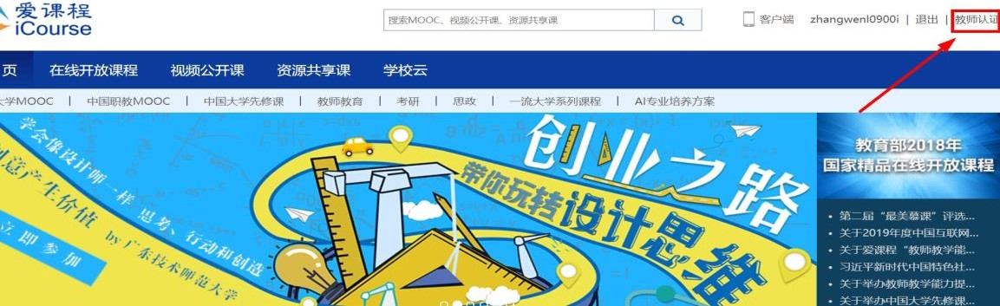 爱课程
iCourse
搜索MOOC、视频公开课、资源共享课
客户端 zhangwenl0900i | 退出 | 教师认证
页 在线开放课程 视频公开课 资源共享课 学校云
大学MOOC | 中国职教MOOC | 中国大学先修课 | 教师教育 | 考研 | 思政 | 一流大学系列课程 | AI专业培养方案
学会像设计师一样 思考、行动和创造
创意产生价值 by 广东技术师范大学
立即参加
创业之路
带你玩转设计思维
教育部2018年
国家精品在线开放课程
• 第二届“最美慕课”评选...
• 关于2019年度中国互联网...
• 关于爱课程“教师教学能...
• 习近平新时代中国特色社...
• 关于举办教师教学能力提...
• 关于举办中国大学先修课...